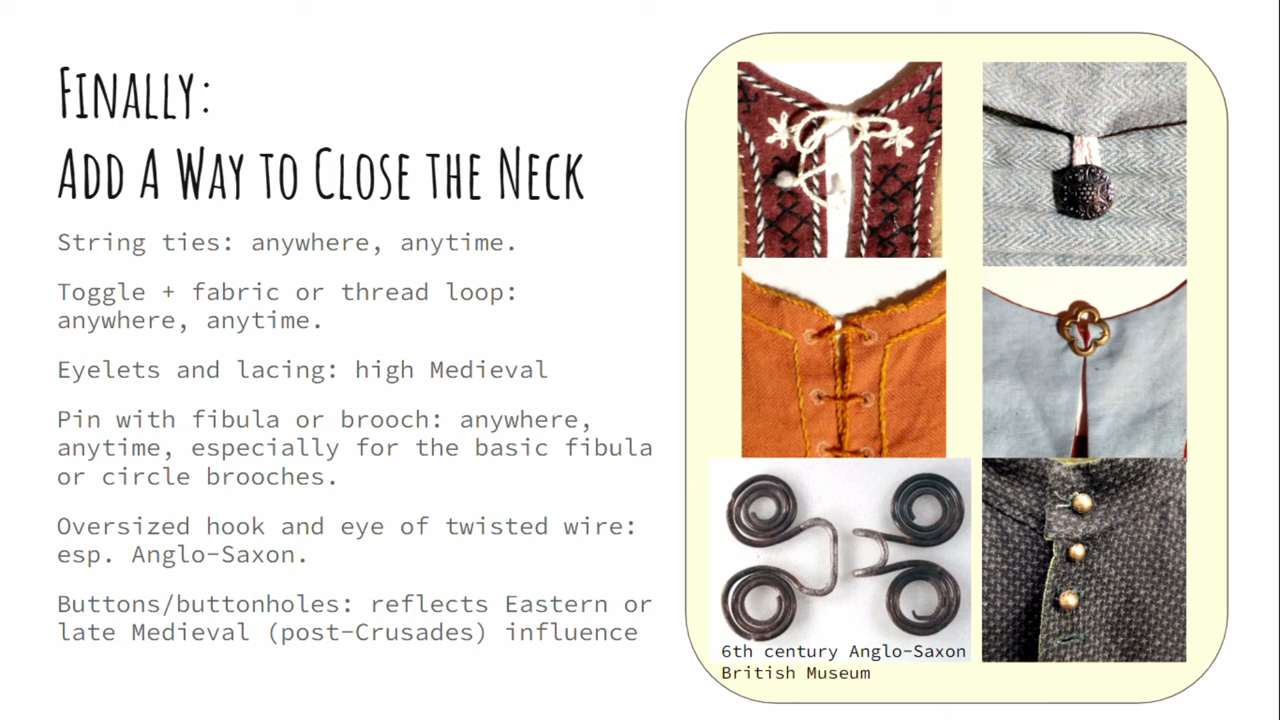 Finally:
Add A Way to Close the Neck
String ties: anywhere, anytime.
Toggle + fabric or thread loop:
anywhere, anytime.
Eyelets and lacing: high Medieval
Pin with fibula or brooch: anywhere,
anytime, especially for the basic fibula
or circle brooches.
Oversized hook and eye of twisted wire:
esp. Anglo-Saxon.
Buttons/buttonholes: reflects Eastern or
late Medieval (post-Crusades) influence
6th century Anglo-Saxon
British Museum